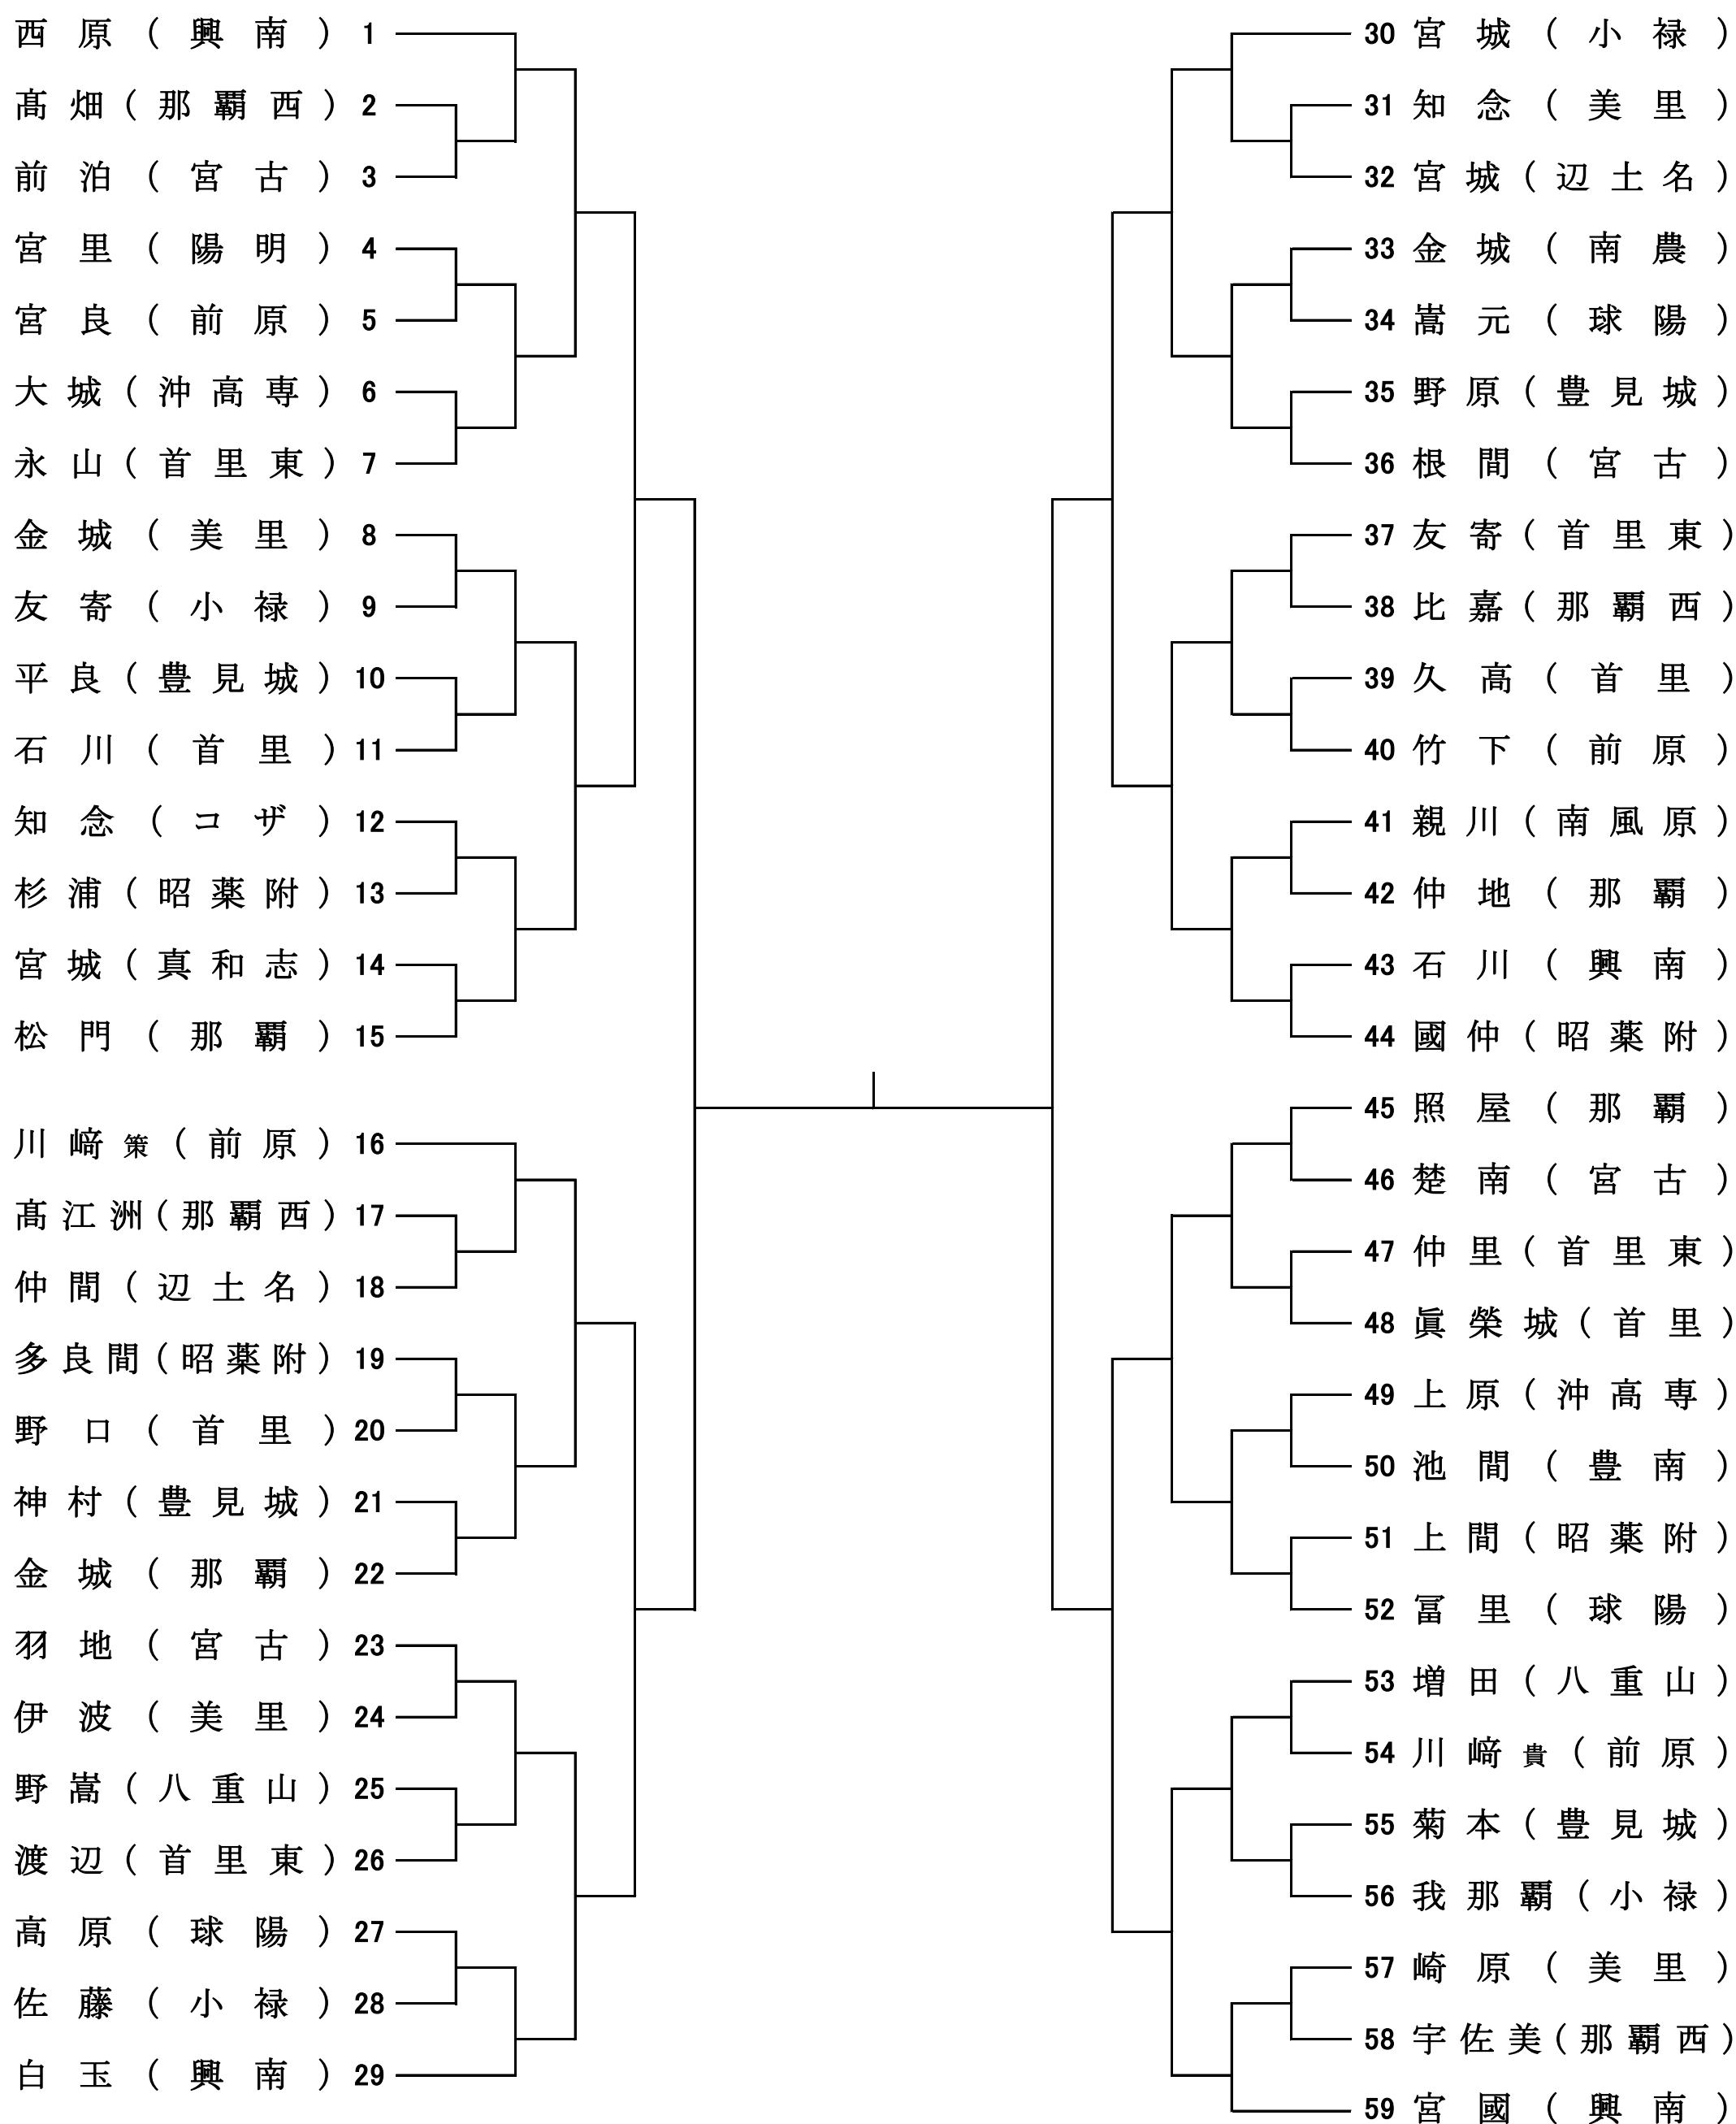 西原(興南) 1
髙畑(那覇西) 2
前泊(宮古) 3
宮里(陽明) 4
宮良(前原) 5
大城(沖高専) 6
永山(首里東) 7
金城(美里) 8
友寄(小禄) 9
平良(豊見城) 10
石川(首里) 11
知念(コザ) 12
杉浦(昭薬附) 13
宮城(真和志) 14
松門(那覇) 15
川﨑策(前原) 16
髙江洲(那覇西) 17
仲間(辺土名) 18
多良間(昭薬附) 19
野口(首里) 20
神村(豊見城) 21
金城(那覇) 22
羽地(宮古) 23
伊波(美里) 24
野嵩(八重山) 25
渡辺(首里東) 26
高原(球陽) 27
佐藤(小禄) 28
白玉(興南) 29
30 宮城(小禄)
31 知念(美里)
32 宮城(辺土名)
33 金城(南農)
34 嵩元(球陽)
35 野原(豊見城)
36 根間(宮古)
37 友寄(首里東)
38 比嘉(那覇西)
39 久高(首里)
40 竹下(前原)
41 親川(南風原)
42 仲地(那覇)
43 石川(興南)
44 國仲(昭薬附)
45 照屋(那覇)
46 楚南(宮古)
47 仲里(首里東)
48 眞榮城(首里)
49 上原(沖高専)
50 池間(豊南)
51 上間(昭薬附)
52 冨里(球陽)
53 増田(八重山)
54 川﨑貴(前原)
55 菊本(豊見城)
56 我那覇(小禄)
57 崎原(美里)
58 宇佐美(那覇西)
59 宮國(興南)